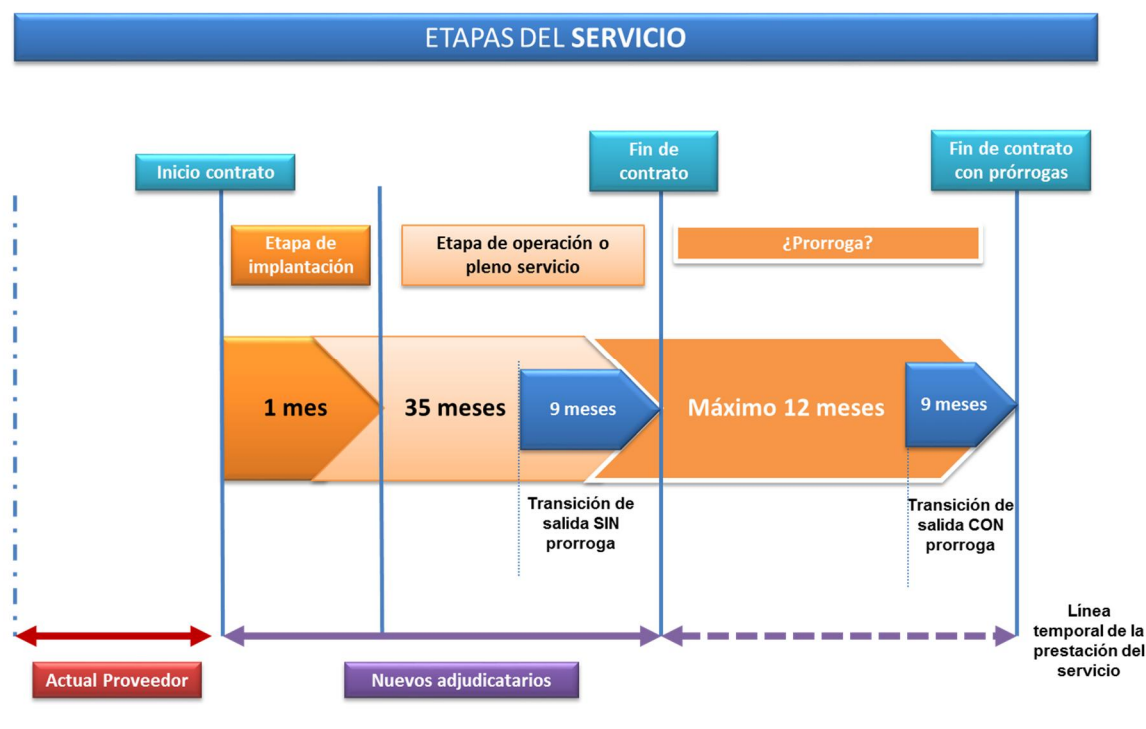 ETAPAS DEL SERVICIO
Inicio contrato
Fin de
contrato
Fin de contrato
con prórrogas
Etapa de
implantación
Etapa de operación o
pleno servicio
¿Prorroga?
1 mes
35 meses
9 meses
Máximo 12 meses
9 meses
Transición de
salida SIN
prorroga
Transición de
salida CON
prorroga
Línea
temporal de la
prestación del
servicio
Actual Proveedor
Nuevos adjudicatarios